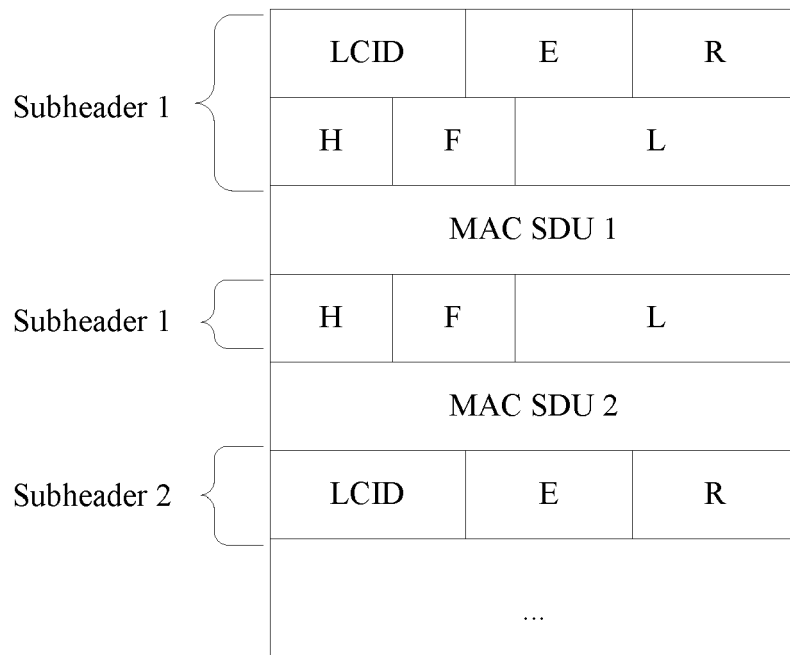 LCID E R
Subheader 1
H F L
MAC SDU 1
Subheader 1 H F L
MAC SDU 2
Subheader 2 LCID E R
...